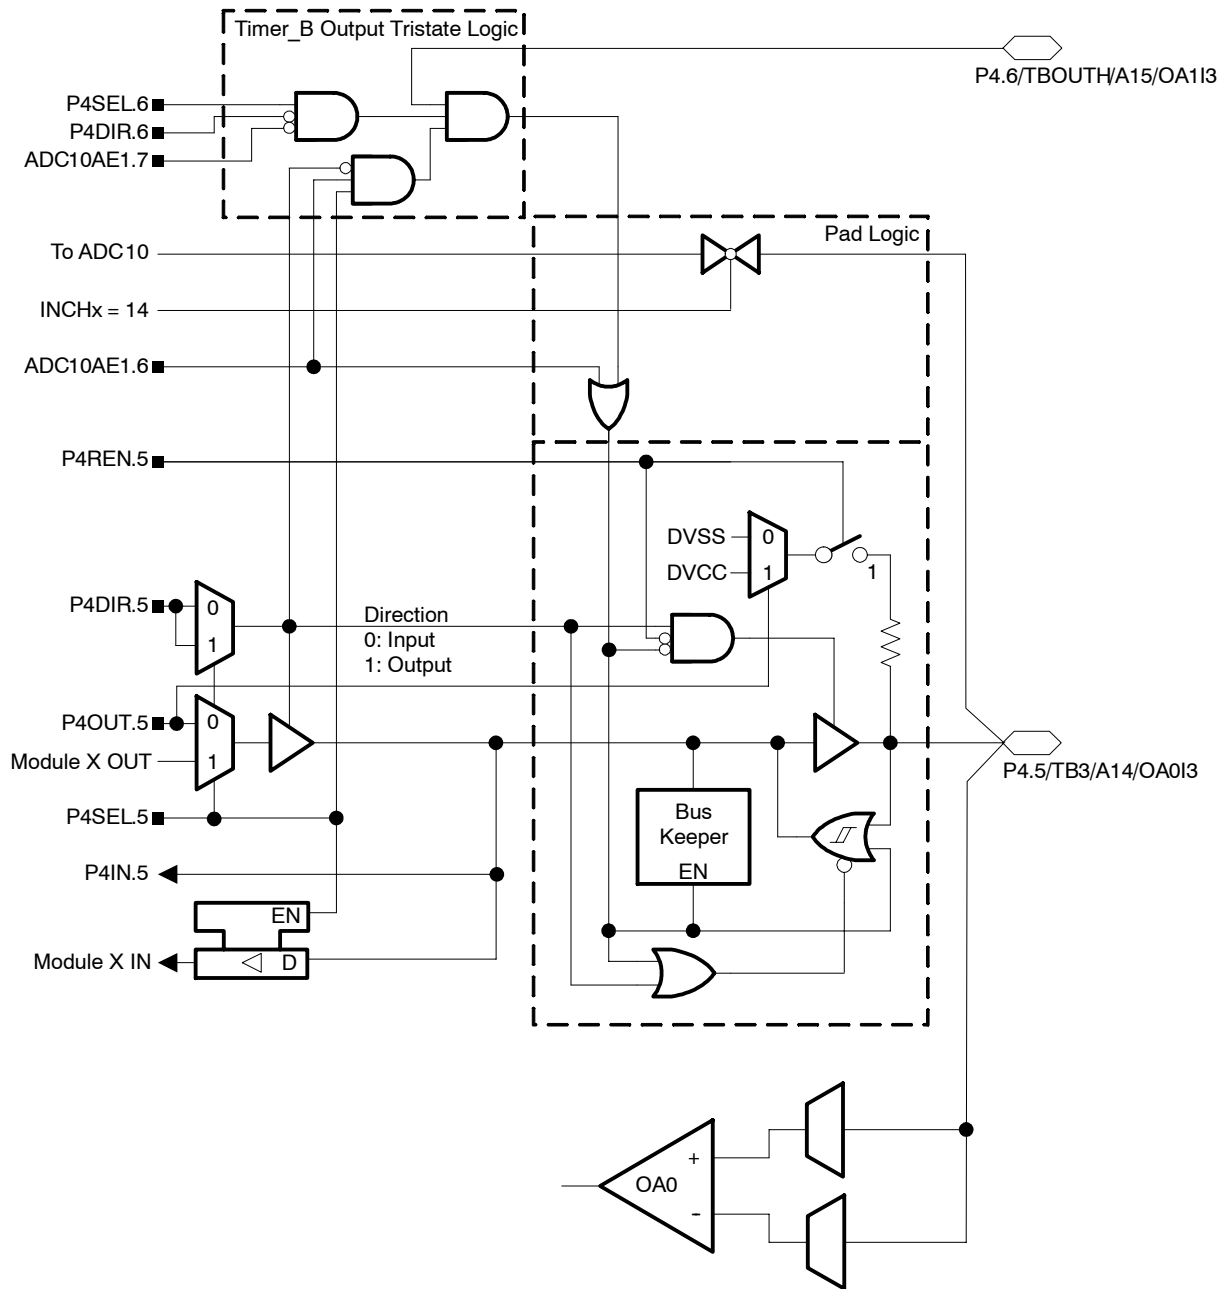 Timer_B Output Tristate Logic
P4.6/TBOUTH/A15/OA1I3
P4SEL.6
P4DIR.6
ADC10AE1.7
Pad Logic
To ADC10
INCHx = 14
ADC10AE1.6
P4REN.5
DVSS
0
DVCC
1
1
P4DIR.5
0
1
Direction
0: Input
1: Output
P4OUT.5
0
Module X OUT
1
P4.5/TB3/A14/OA0I3
P4SEL.5
Bus
Keeper
EN
P4IN.5
EN
Module X IN
D
+
OA0
−